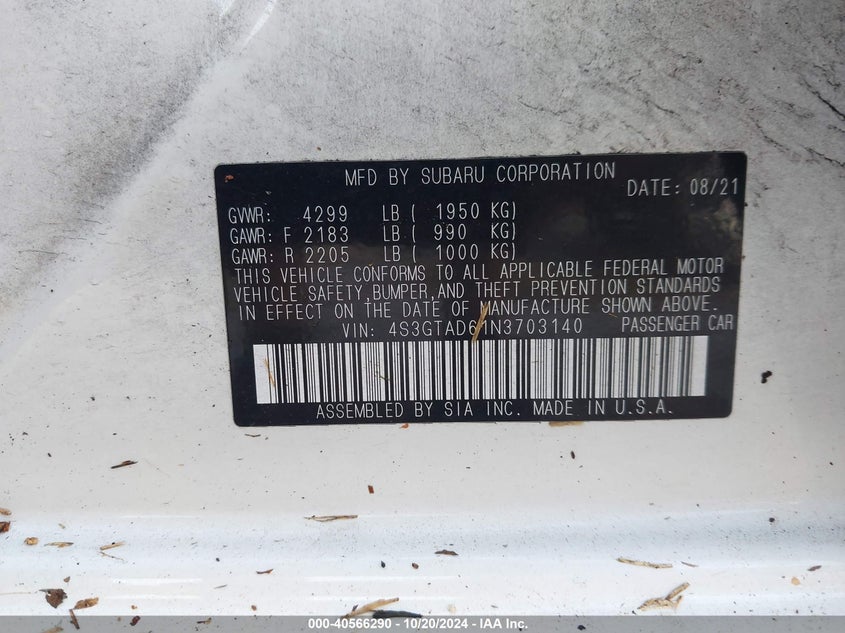 MFD BY SUBARU CORPORATION
DATE: 08/21
GVWR: 4299 LB ( 1950 KG)
GAWR: F 2183 LB ( 990 KG)
GAWR: R 2205 LB ( 1000 KG)
THIS VEHICLE CONFORMS TO ALL APPLICABLE FEDERAL MOTOR
VEHICLE SAFETY, BUMPER, AND THEFT PREVENTION STANDARDS
IN EFFECT ON THE DATE OF MANUFACTURE SHOWN ABOVE.
VIN: 4S3GTAD61N3703140 PASSENGER CAR
ASSEMBLED BY SIA INC. MADE IN U.S.A.
000-40566290 - 10/20/2024 - IAA Inc.